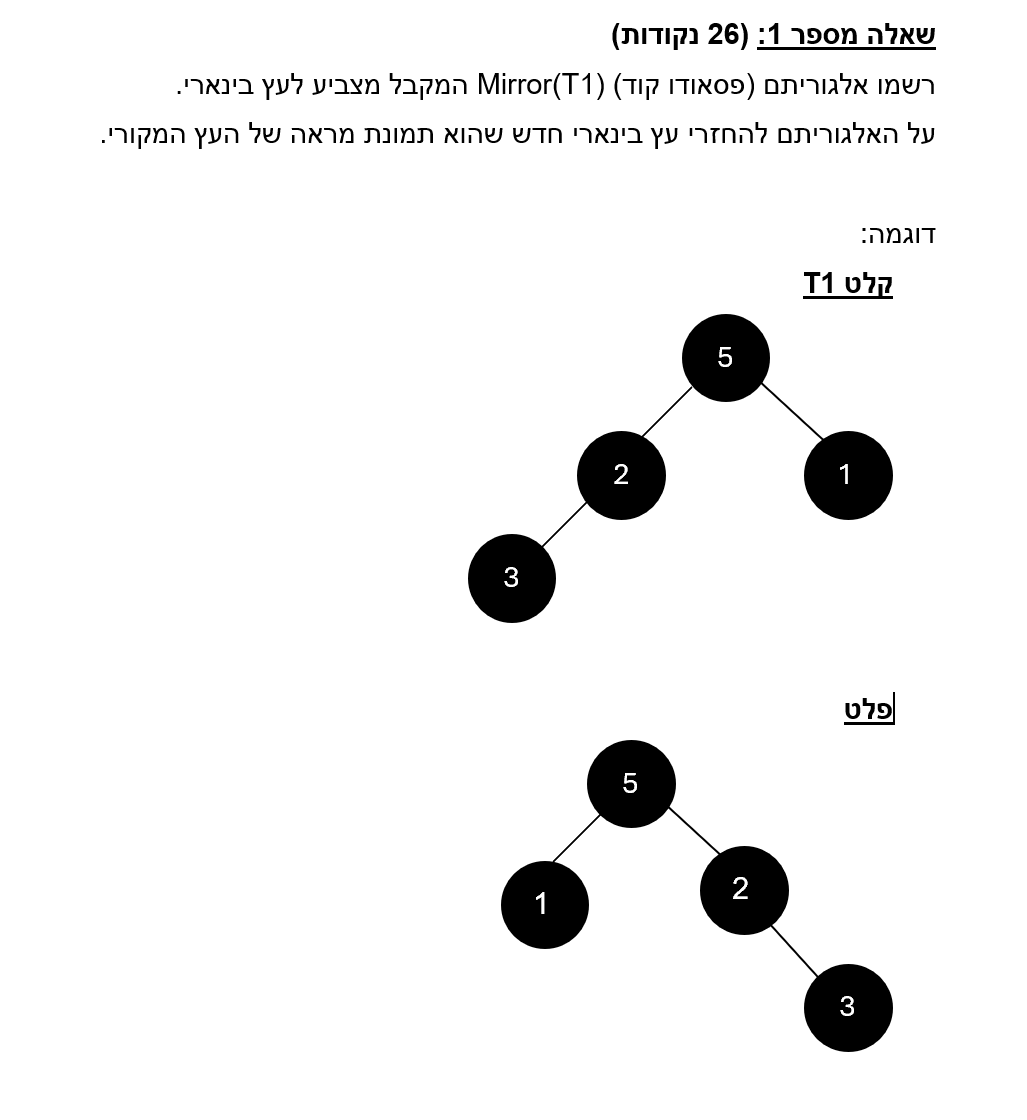 שאלה מספר 1: (26 נקודות)
רשמו אלגוריתם (פסאודו קוד) Mirror(T1) המקבל מצביע לעץ בינארי.
על האלגוריתם להחזרי עץ בינארי חדש שהוא תמונת מראה של העץ המקורי.
דוגמה:
קלט T1
5
2
1
3
פלט
5
1
2
3